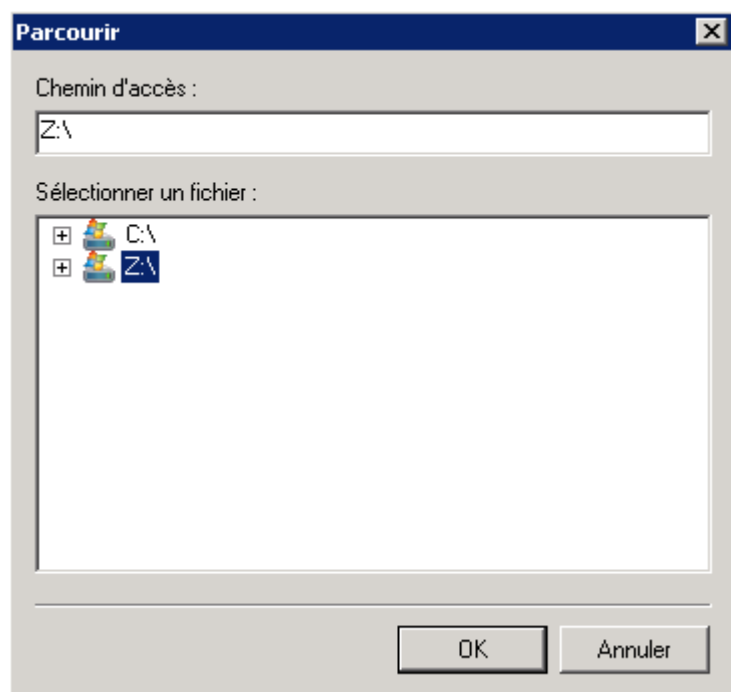 Parcourir
Chemin d'accès :
Z:\
Sélectionner un fichier :
C:\
Z:\
OK
Annuler